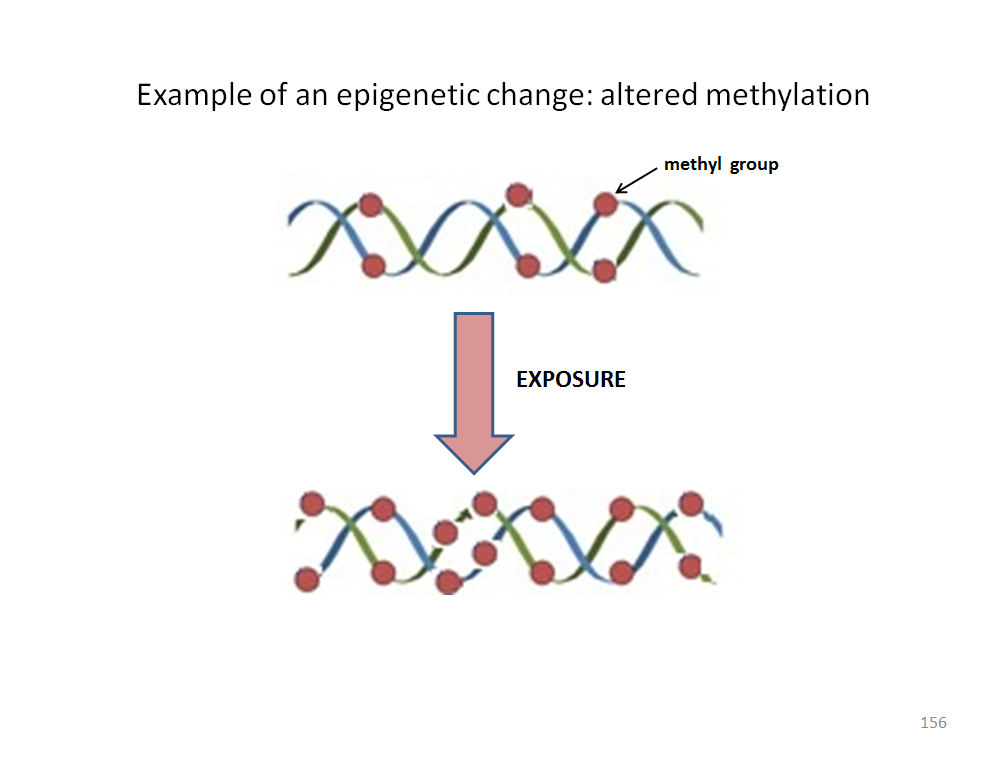 Example of an epigenetic change: altered methylation
methyl group
EXPOSURE
156